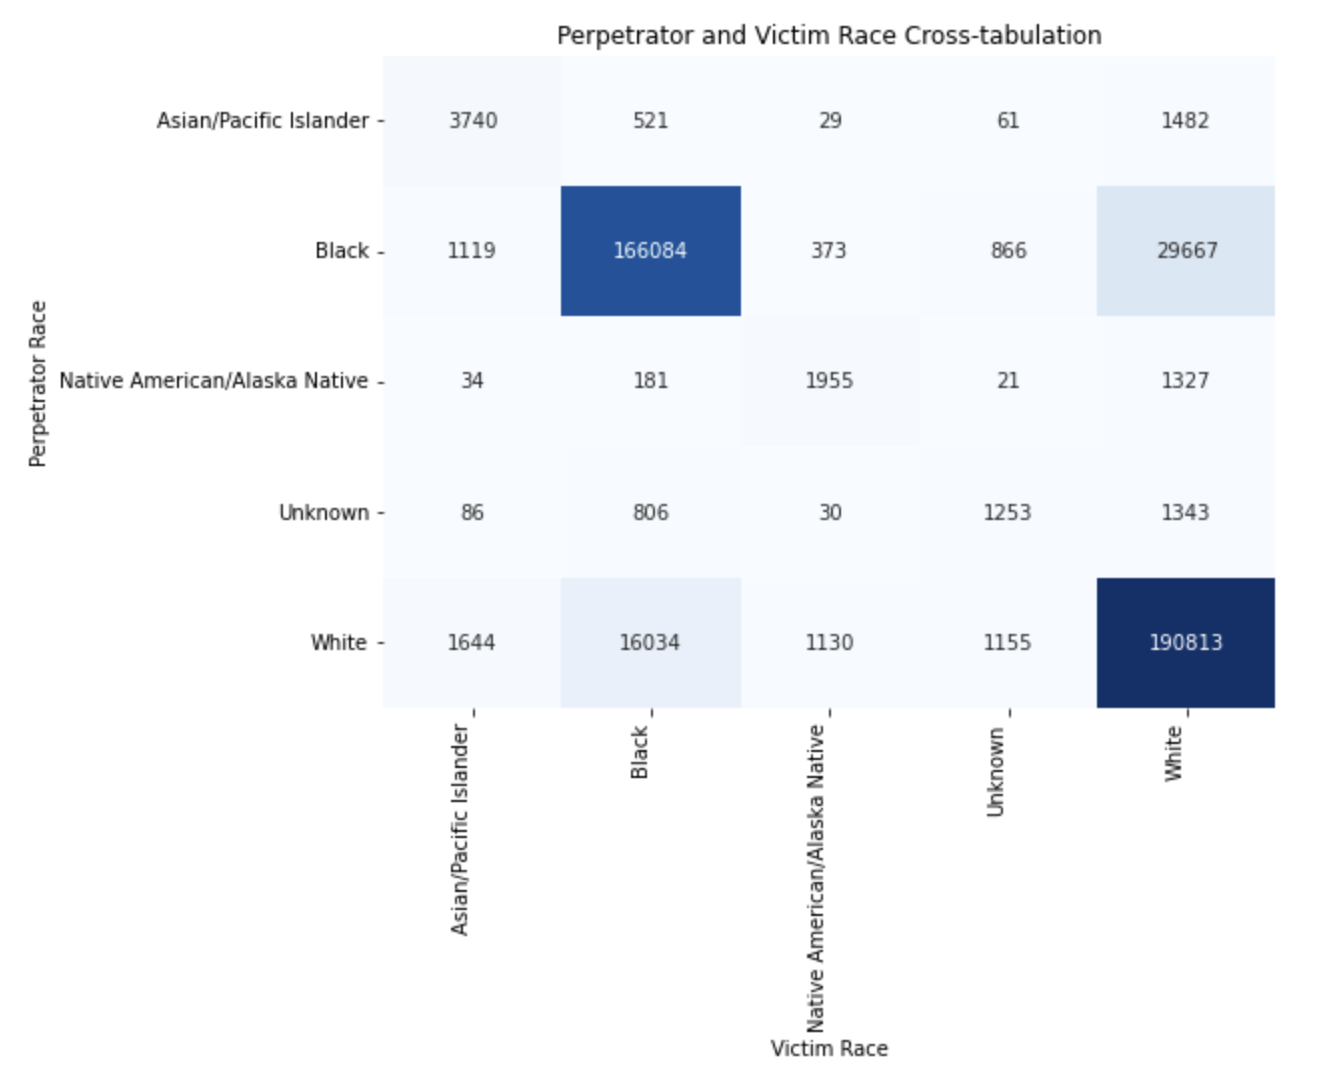 Perpetrator and Victim Race Cross-tabulation
Perpetrator Race
Asian/Pacific Islander 3740 521 29 61 1482
Black 1119 166084 373 866 29667
Native American/Alaska Native 34 181 1955 21 1327
Unknown 86 806 30 1253 1343
White 1644 16034 1130 1155 190813
Asian/Pacific Islander
Black
Native American/Alaska Native
Unknown
White
Victim Race